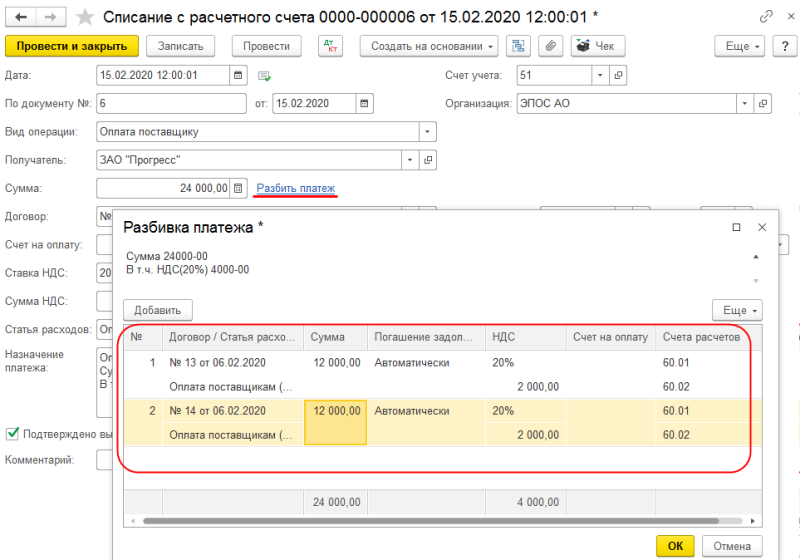 Списание с расчетного счета 0000-000006 от 15.02.2020 12:00:01 *
Провести и закрыть Записать Провести Дт Кт Создать на основании Чек Еще ?
Дата: 15.02.2020 12:00:01 Счет учета: 51
По документу №: 6 от: 15.02.2020 Организация: ЭПОС АО
Вид операции: Оплата поставщику
Получатель: ЗАО "Прогресс"
Сумма: 24 000,00 Разбить платеж
Договор: №
Счет на оплату:
Ставка НДС: 20
Сумма НДС:
Статья расходов: Оп
Назначение платежа: Оп
Су
В т
Подтверждено вы
Комментарий:
Разбивка платежа *
Сумма 24000-00
В т.ч. НДС(20%) 4000-00
Добавить Еще
№ Договор / Статья расхо... Сумма Погашение задол... НДС Счет на оплату Счета расчетов
1 № 13 от 06.02.2020 12 000,00 Автоматически 20% 60.01
Оплата поставщикам (... 2 000,00 60.02
2 № 14 от 06.02.2020 12 000,00 Автоматически 20% 60.01
Оплата поставщикам (... 2 000,00 60.02
24 000,00 4 000,00
ОК Отмена